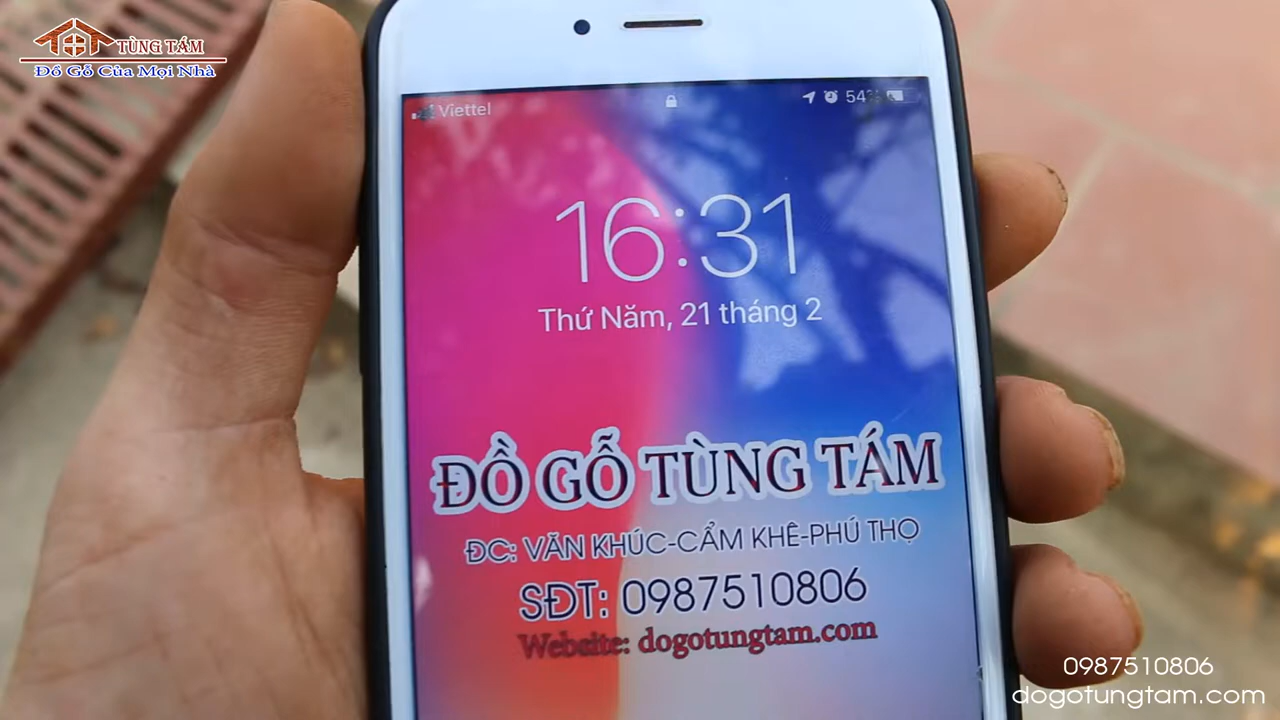 TÙNG TÁM
Đồ Gỗ Của Mọi Nhà
Viettel
54%
16:31
Thứ Năm, 21 tháng 2
ĐỒ GỖ TÙNG TÁM
ĐC: VĂN KHÚC-CẨM KHÊ-PHÚ THỌ
SĐT: 0987510806
Website: dogotungtam.com
0987510806
dogotungtam.com